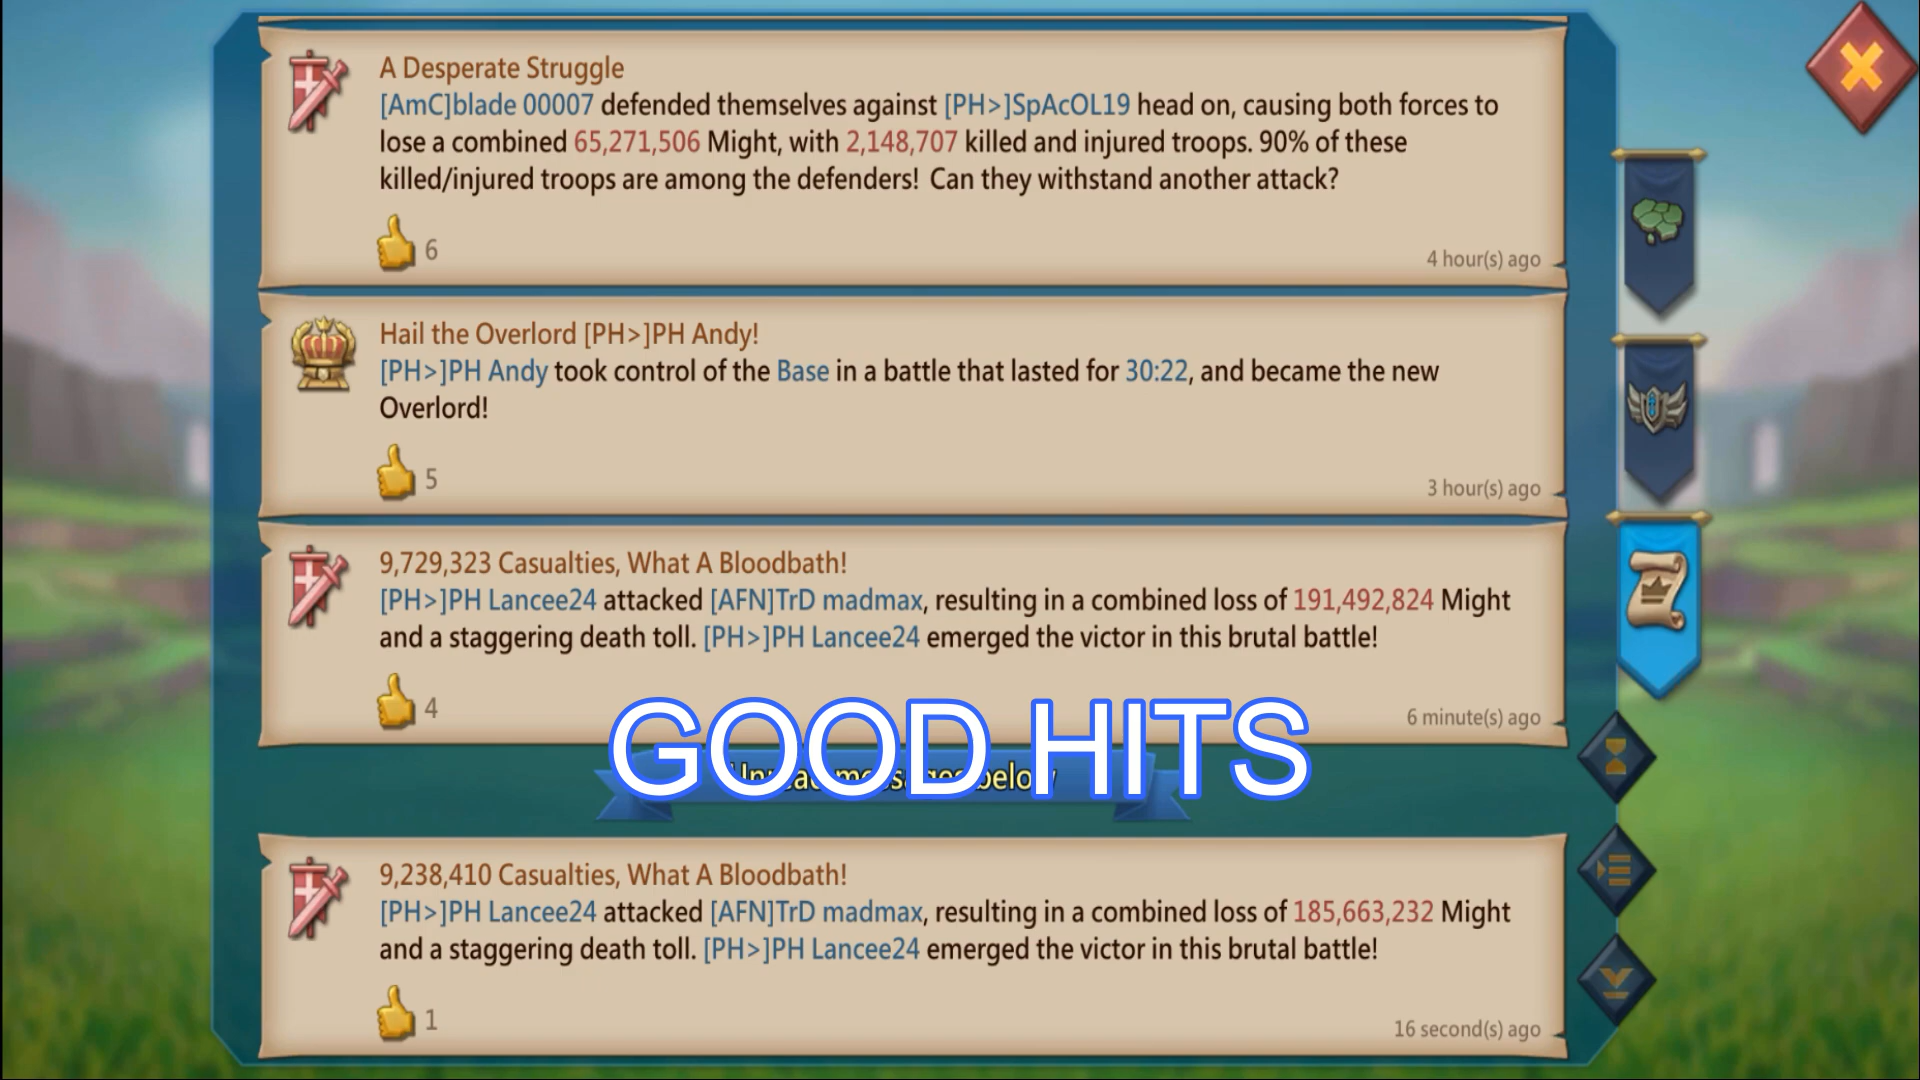 A Desperate Struggle
[AmC]blade 00007 defended themselves against [PH>]SpAcOL19 head on, causing both forces to
lose a combined 65,271,506 Might, with 2,148,707 killed and injured troops. 90% of these
killed/injured troops are among the defenders! Can they withstand another attack?
6
4 hour(s) ago
Hail the Overlord [PH>]PH Andy!
[PH>]PH Andy took control of the Base in a battle that lasted for 30:22, and became the new
Overlord!
5
3 hour(s) ago
9,729,323 Casualties, What A Bloodbath!
[PH>]PH Lancee24 attacked [AFN]TrD madmax, resulting in a combined loss of 191,492,824 Might
and a staggering death toll. [PH>]PH Lancee24 emerged the victor in this brutal battle!
4
6 minute(s) ago
GOOD HITS
Unread messages below
9,238,410 Casualties, What A Bloodbath!
[PH>]PH Lancee24 attacked [AFN]TrD madmax, resulting in a combined loss of 185,663,232 Might
and a staggering death toll. [PH>]PH Lancee24 emerged the victor in this brutal battle!
1
16 second(s) ago